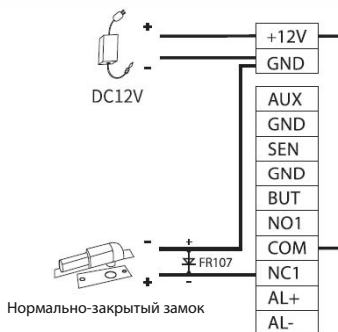 +
+12V
-
GND
DC12V
AUX
GND
SEN
GND
BUT
NO1
-
+
COM
FR107
+
-
NC1
Нормально-закрытый замок
AL+
AL-